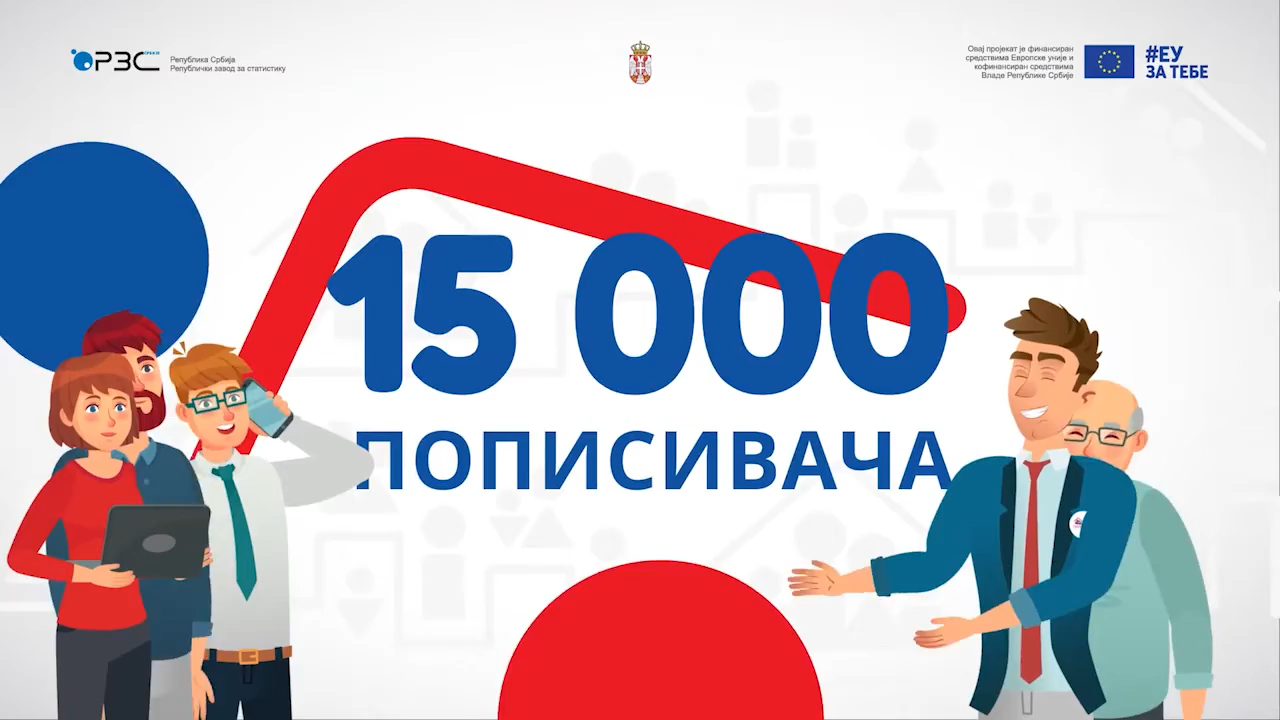 РЗС
СРБИЈЕ
Република Србија
Републички завод за статистику
Овај пројекат је финансиран
средствима Европске уније и
кофинансиран средствима
Владе Републике Србије
#ЕУ
ЗА ТЕБЕ
15 000
ПОПИСИВАЧА